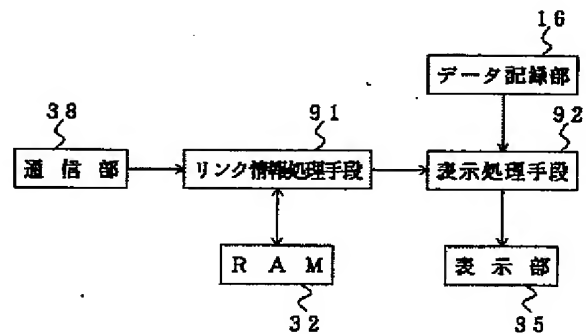 16
データ記録部
38
91
92
通信部
リンク情報処理手段
表示処理手段
RAM
表示部
32
35